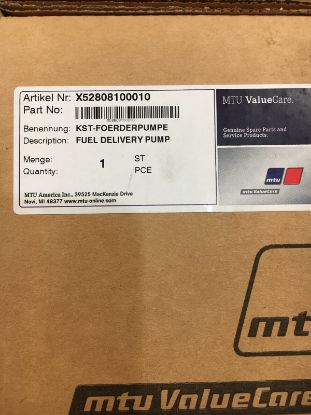 Artikel Nr: X52808100010
Part No:
Benennung: KST-FOERDERPUMPE
Description: FUEL DELIVERY PUMP
Menge: 1 ST
Quantity: PCE
MTU America Inc., 39525 MacKenzie Drive
Novi, MI 48377 www.mtu-online.com
MTU ValueCare.
Genuine Spare Parts and
Service Products.
mtu
mtu ValueCare
mt
mtu ValueCare